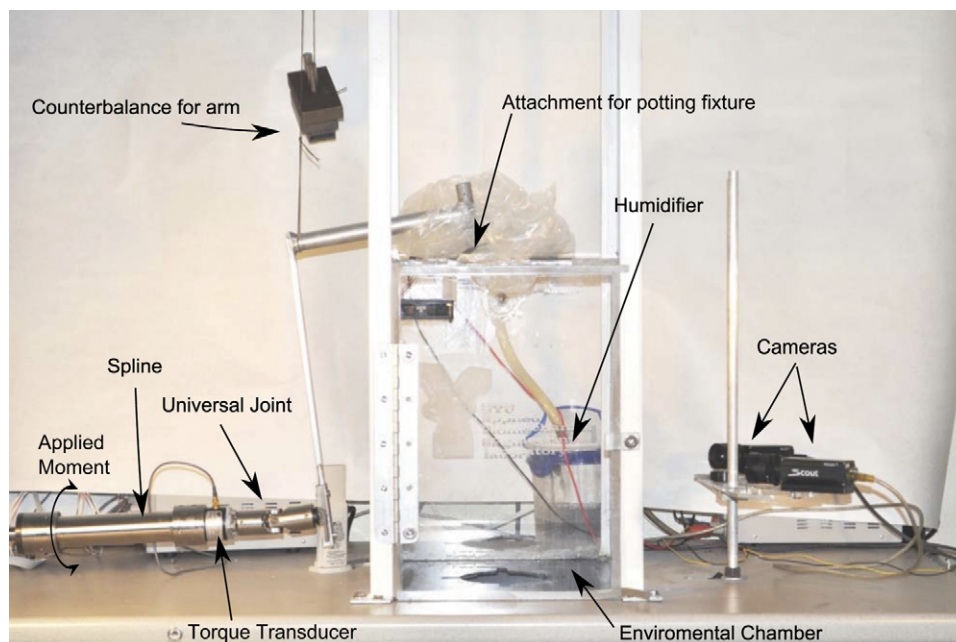 Counterbalance for arm
Attachment for potting fixture
Humidifier
Cameras
Spline
Universal Joint
Applied
Moment
Scout
Torque Transducer
Enviromental Chamber